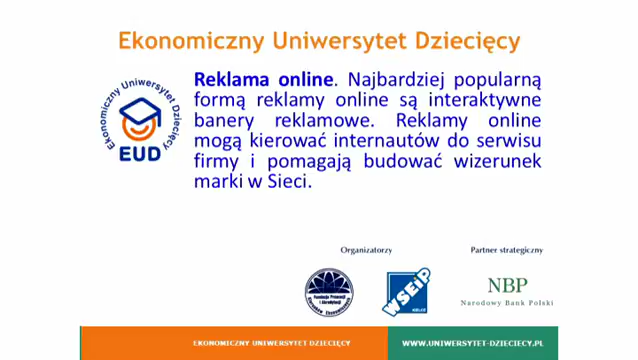 Ekonomiczny Uniwersytet Dziecięcy
Ekonomiczny Uniwersytet Dziecięcy
EUD
Reklama online. Najbardziej popularną
formą reklamy online są interaktywne
banery reklamowe. Reklamy online
mogą kierować internautów do serwisu
firmy i pomagają budować wizerunek
marki w Sieci.
Organizatorzy
Partner strategiczny
WSEiP
NBP
Narodowy Bank Polski
EKONOMICZNY UNIWERSYTET DZIECIĘCY
WWW.UNIWERSYTET-DZIECIECY.PL